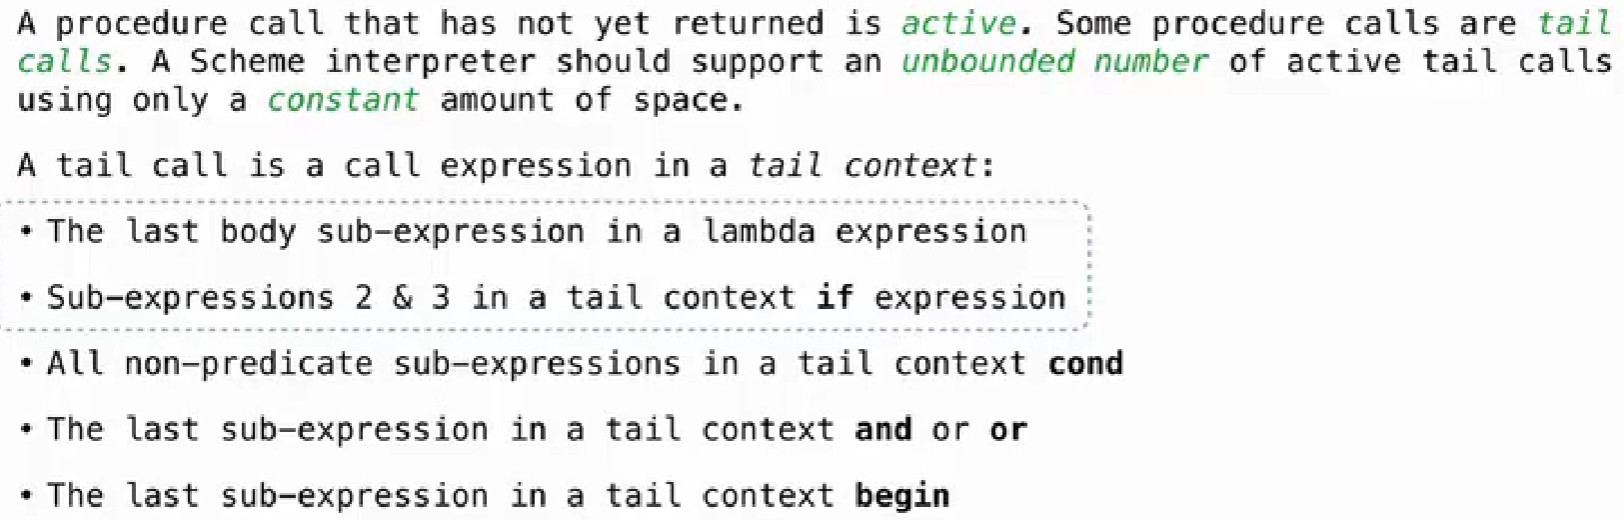 A procedure call that has not yet returned is active. Some procedure calls are tail
calls. A Scheme interpreter should support an unbounded number of active tail calls
using only a constant amount of space.
A tail call is a call expression in a tail context:
• The last body sub-expression in a lambda expression
• Sub-expressions 2 & 3 in a tail context if expression
• All non-predicate sub-expressions in a tail context cond
• The last sub-expression in a tail context and or or
• The last sub-expression in a tail context begin